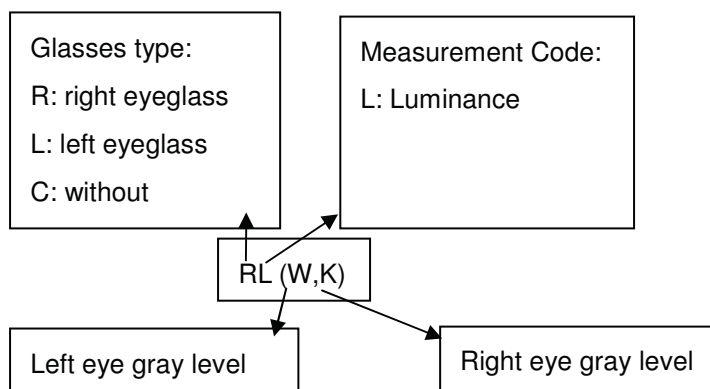 Glasses type:
R: right eyeglass
L: left eyeglass
C: without
Measurement Code:
L: Luminance
RL (W,K)
Left eye gray level
Right eye gray level